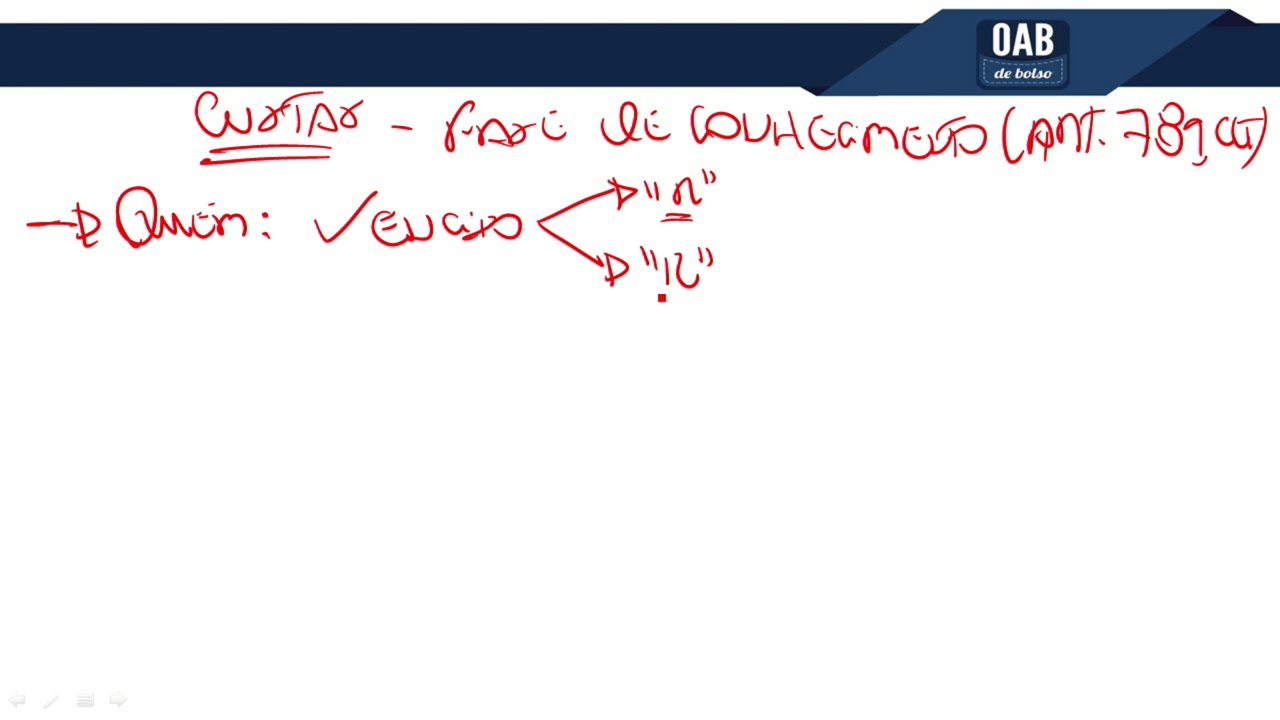 OAB
de bolso
CUSTAS - FASE DE CONHECIMENTO (ART. 789, CLT)
→ QUEM: VENCIDO → "R"
→ "R"